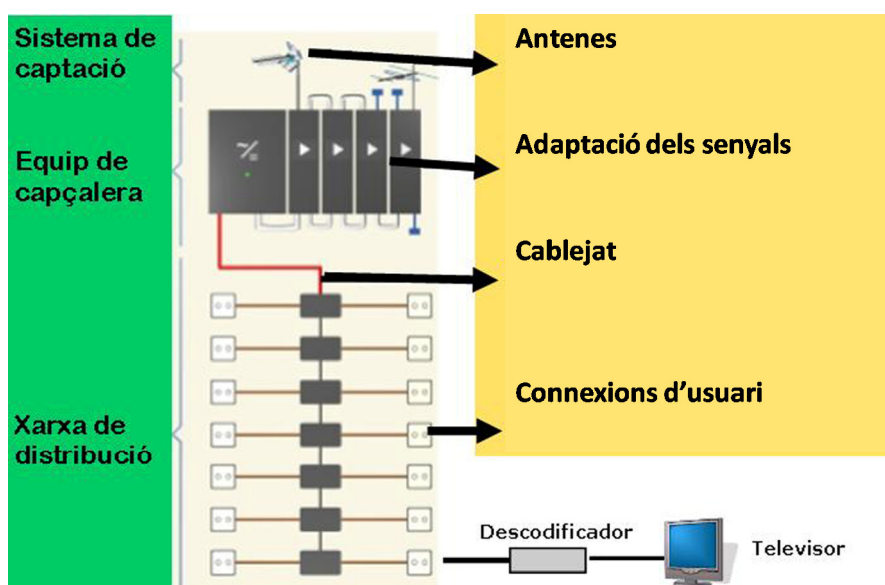 Sistema de
captació
Equip de
capçalera
Xarxa de
distribució
Antenes
Adaptació dels senyals
Cablejat
Connexions d’usuari
Descodificador
Televisor